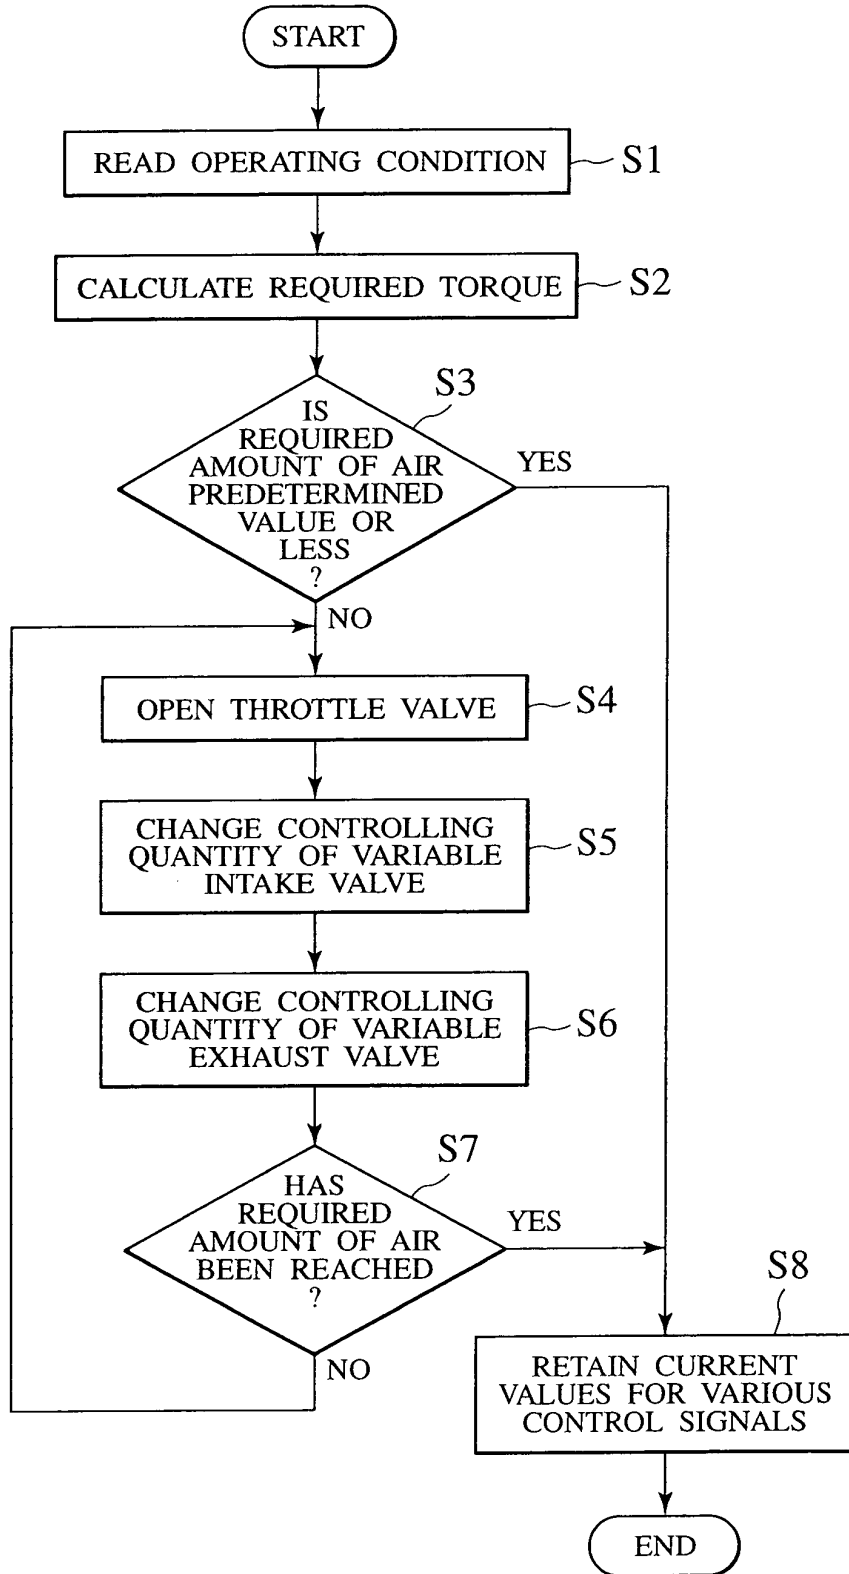 START
READ OPERATING CONDITION
S1
CALCULATE REQUIRED TORQUE
S2
S3
IS
REQUIRED
AMOUNT OF AIR
PREDETERMINED
VALUE OR
LESS
?
YES
NO
OPEN THROTTLE VALVE
S4
CHANGE CONTROLLING
QUANTITY OF VARIABLE
INTAKE VALVE
S5
CHANGE CONTROLLING
QUANTITY OF VARIABLE
EXHAUST VALVE
S6
S7
HAS
REQUIRED
AMOUNT OF AIR
BEEN REACHED
?
YES
NO
S8
RETAIN CURRENT
VALUES FOR VARIOUS
CONTROL SIGNALS
END